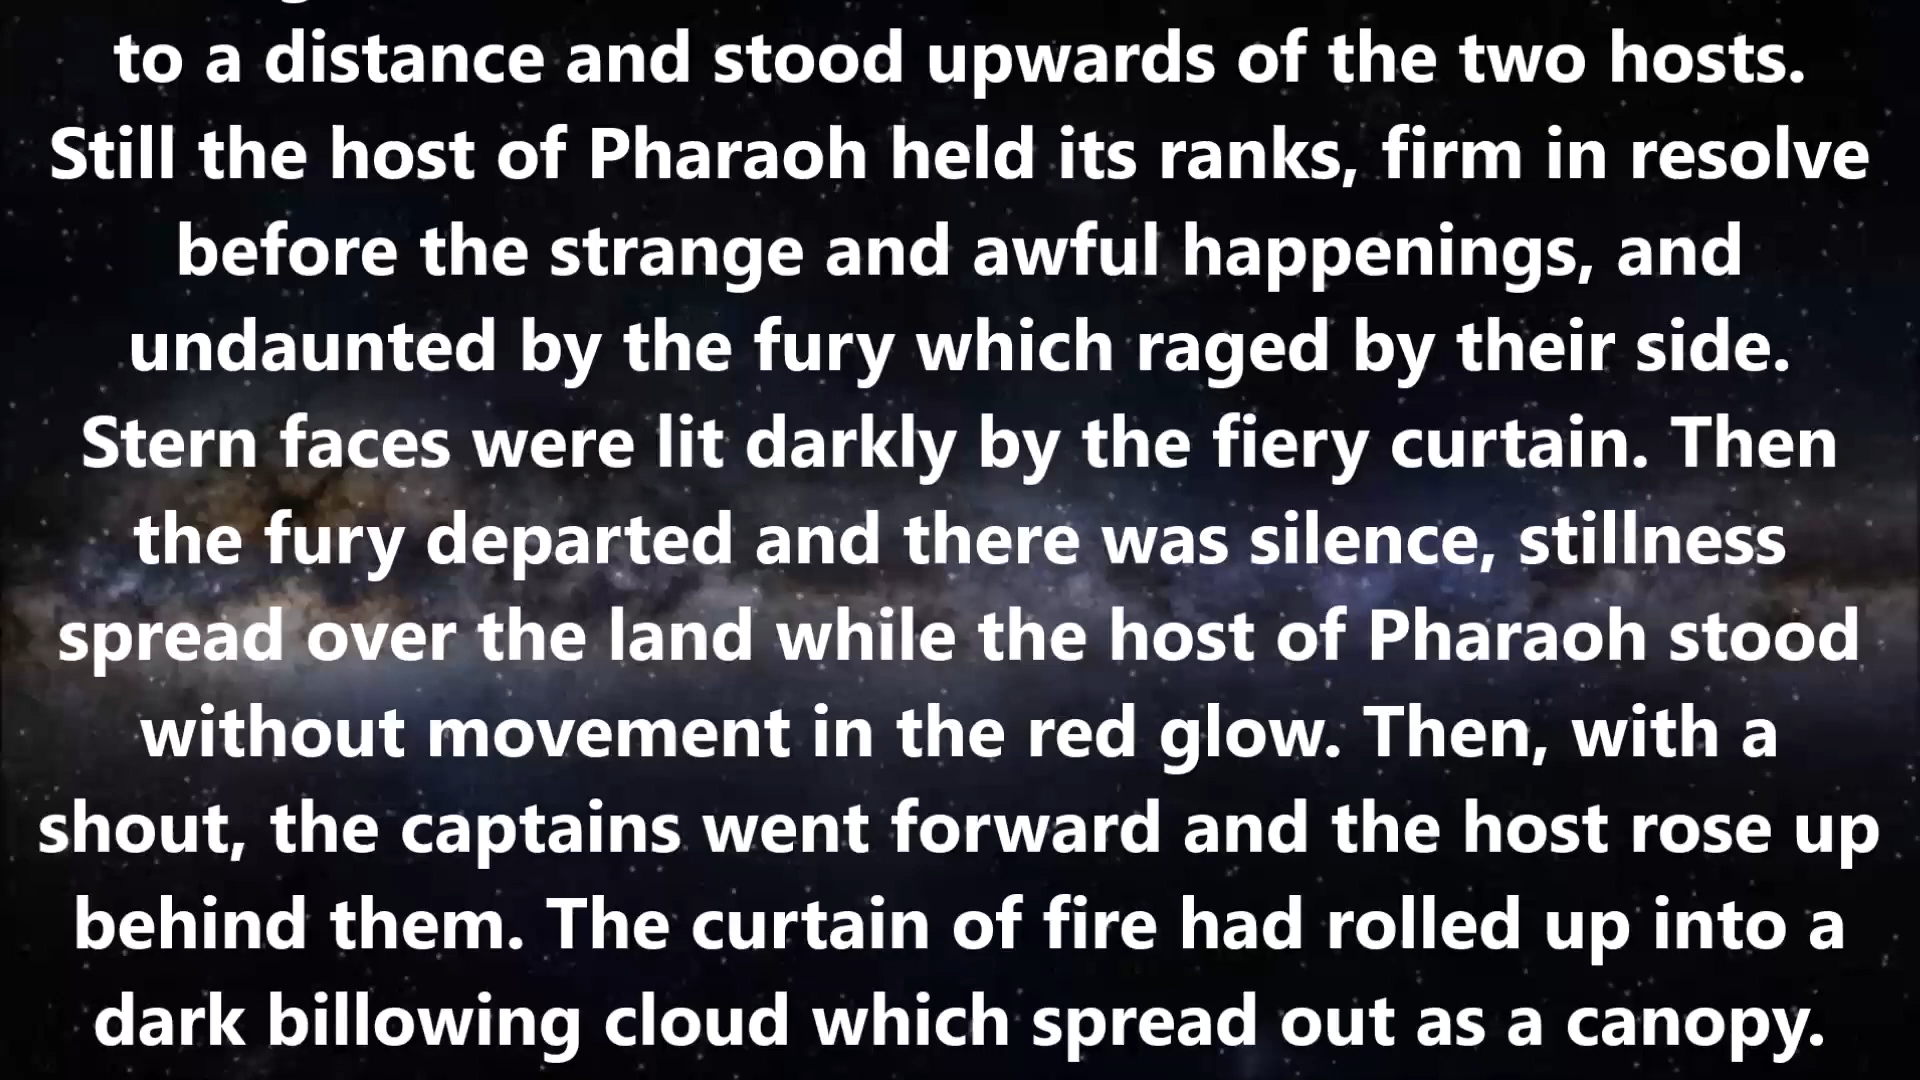 to a distance and stood upwards of the two hosts.
Still the host of Pharaoh held its ranks, firm in resolve
before the strange and awful happenings, and
undaunted by the fury which raged by their side.
Stern faces were lit darkly by the fiery curtain. Then
the fury departed and there was silence, stillness
spread over the land while the host of Pharaoh stood
without movement in the red glow. Then, with a
shout, the captains went forward and the host rose up
behind them. The curtain of fire had rolled up into a
dark billowing cloud which spread out as a canopy.